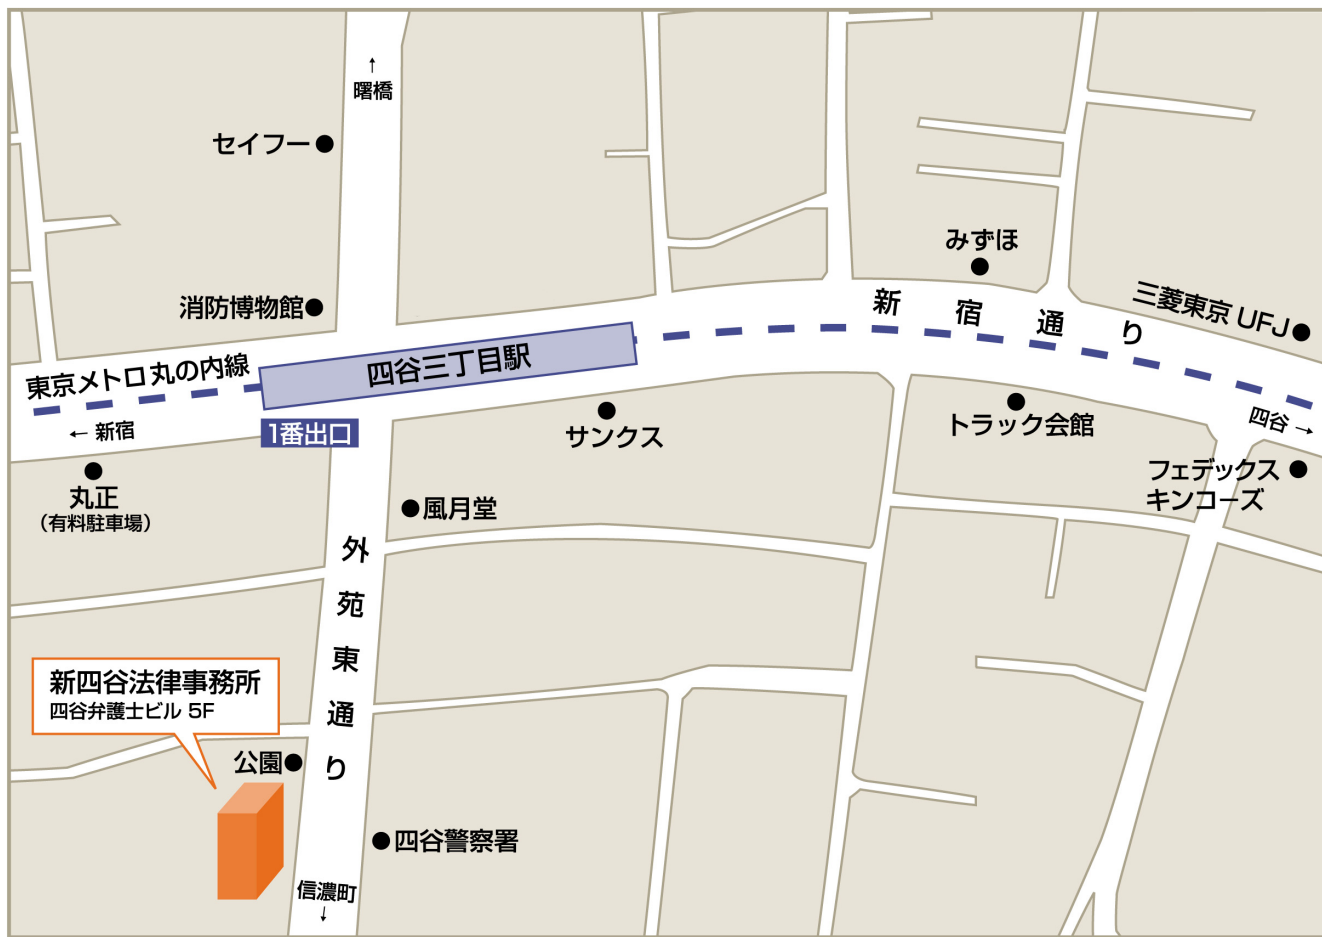 ↑
曙橋
セイフー
みずほ
消防博物館
新宿通り
三菱東京 UFJ
東京メトロ 丸の内線
四谷三丁目駅
← 新宿
1番出口
サンクス
トラック会館
四谷 →
丸正
（有料駐車場）
風月堂
フェデックス
キンコーズ
外苑東通り
新四谷法律事務所
四谷弁護士ビル 5F
公園
四谷警察署
信濃町
↓